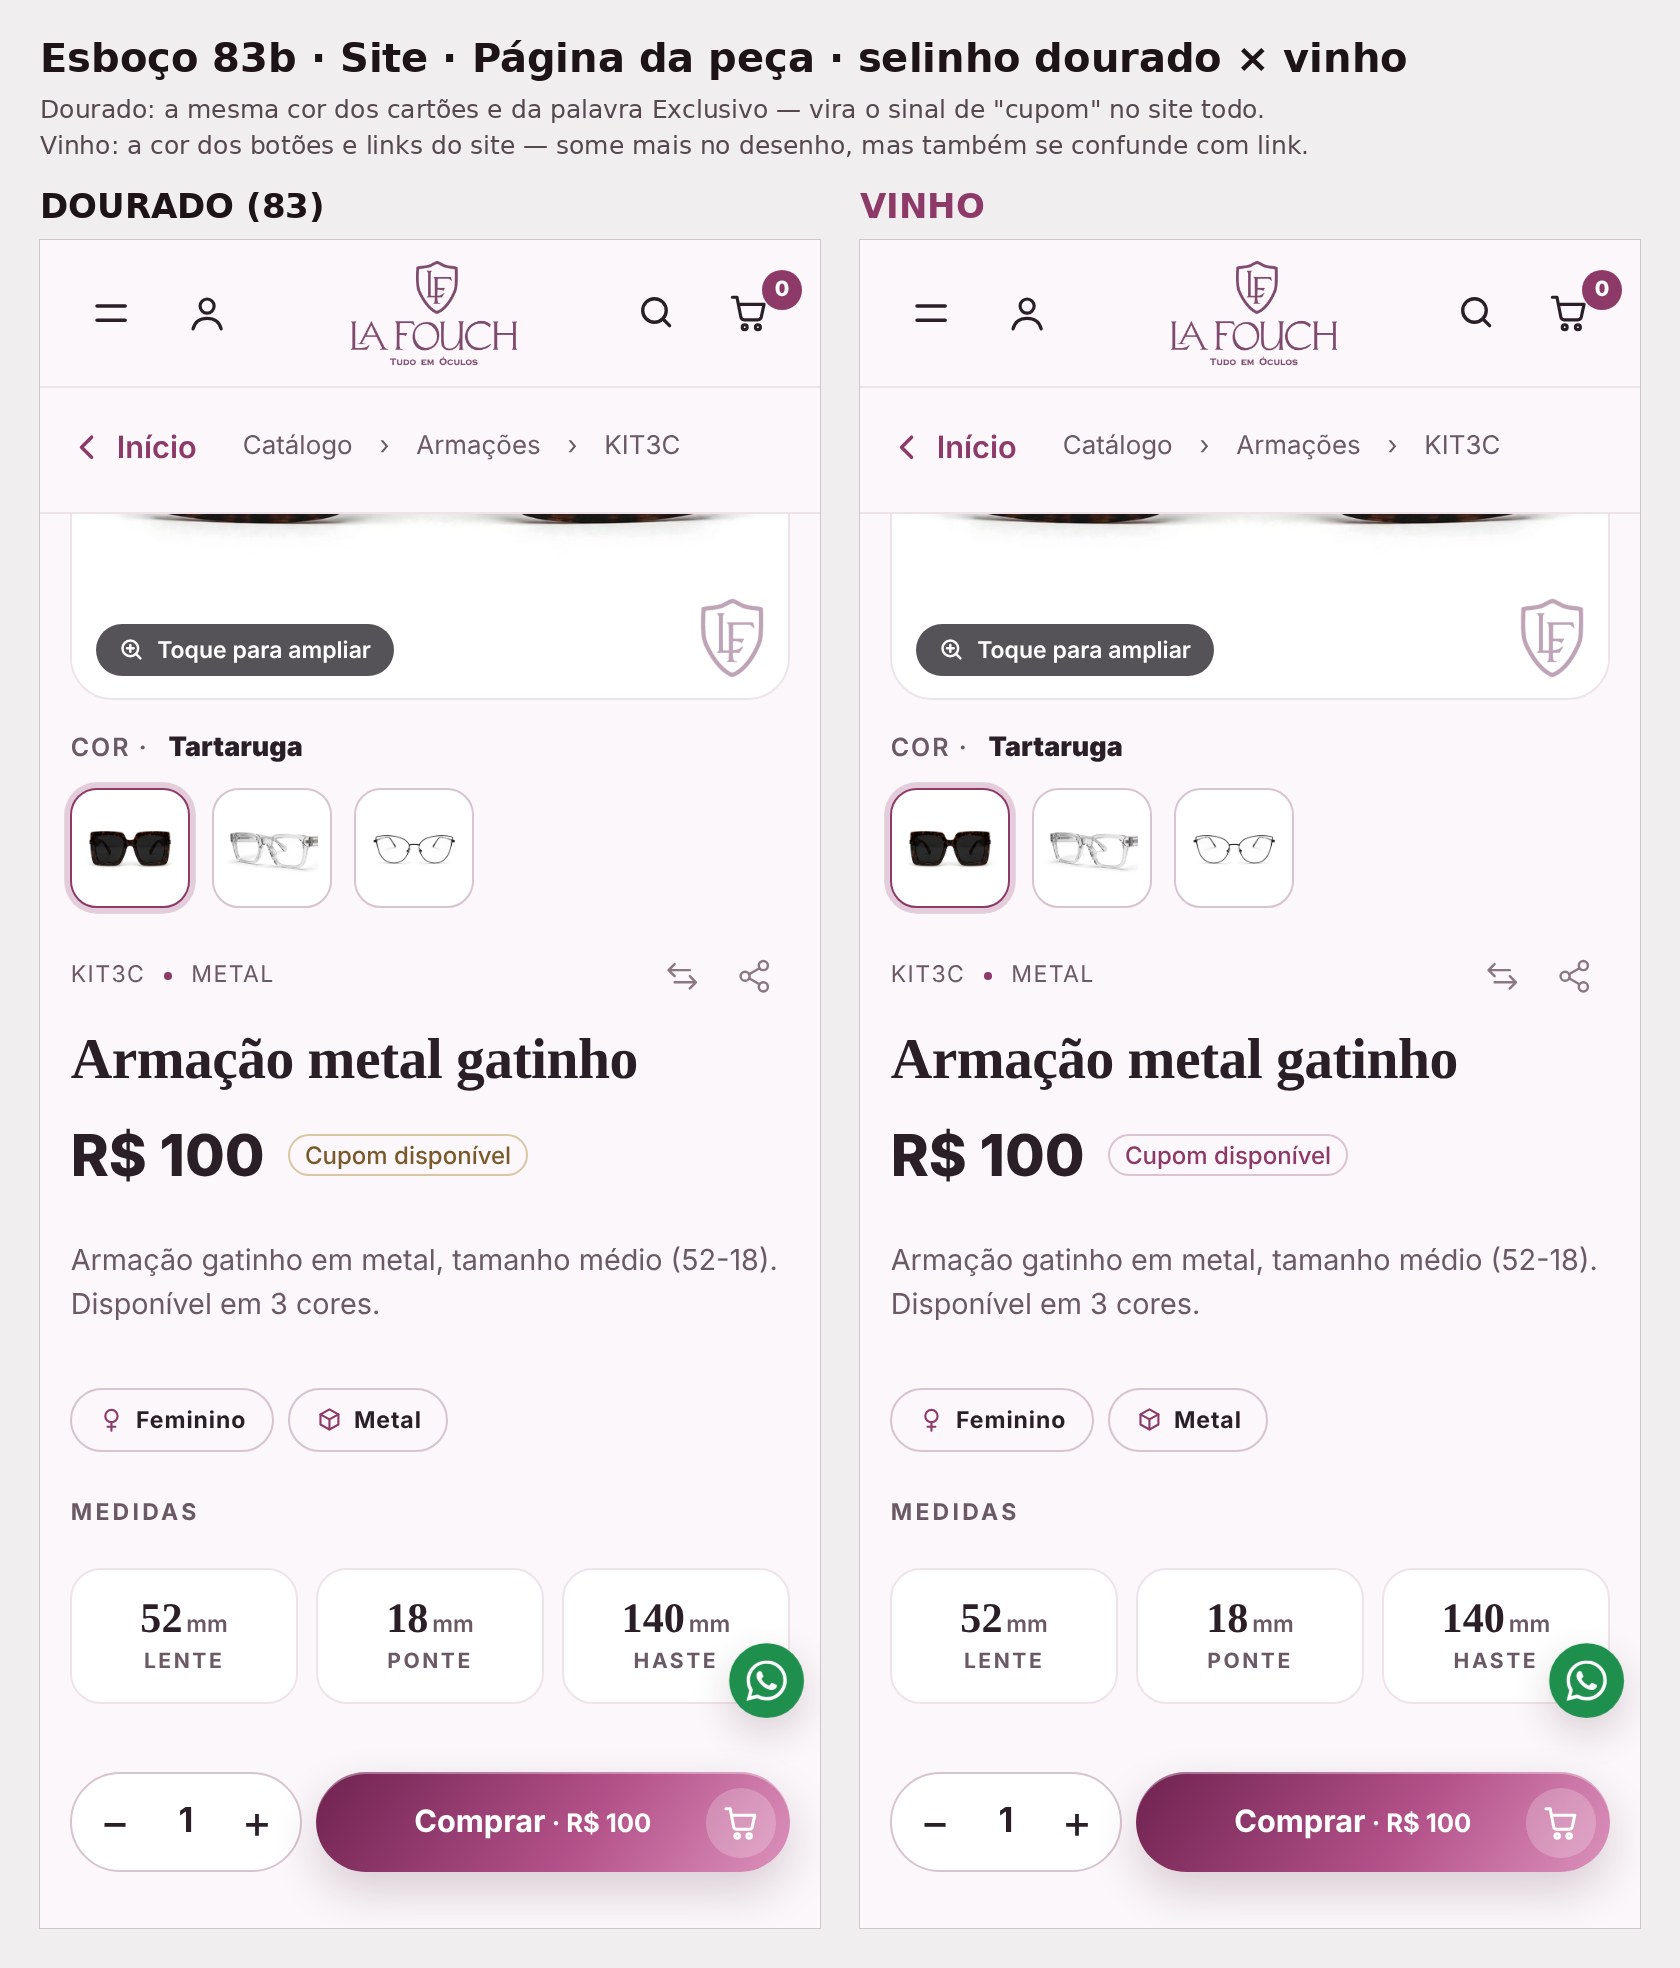 Esboço 83b · Site · Página da peça · selinho dourado × vinho
Dourado: a mesma cor dos cartões e da palavra Exclusivo — vira o sinal de "cupom" no site todo.
Vinho: a cor dos botões e links do site — some mais no desenho, mas também se confunde com link.
DOURADO (83)
LF
LA FOUCH
Tudo em Óculos
0
Início Catálogo › Armações › KIT3C
Toque para ampliar
LF
COR · Tartaruga
KIT3C • METAL
Armação metal gatinho
R$ 100 Cupom disponível
Armação gatinho em metal, tamanho médio (52-18).
Disponível em 3 cores.
Feminino Metal
MEDIDAS
52 mm 18 mm 140 mm
LENTE PONTE HASTE
− 1 + Comprar · R$ 100
VINHO
LF
LA FOUCH
Tudo em Óculos
0
Início Catálogo › Armações › KIT3C
Toque para ampliar
LF
COR · Tartaruga
KIT3C • METAL
Armação metal gatinho
R$ 100 Cupom disponível
Armação gatinho em metal, tamanho médio (52-18).
Disponível em 3 cores.
Feminino Metal
MEDIDAS
52 mm 18 mm 140 mm
LENTE PONTE HASTE
− 1 + Comprar · R$ 100